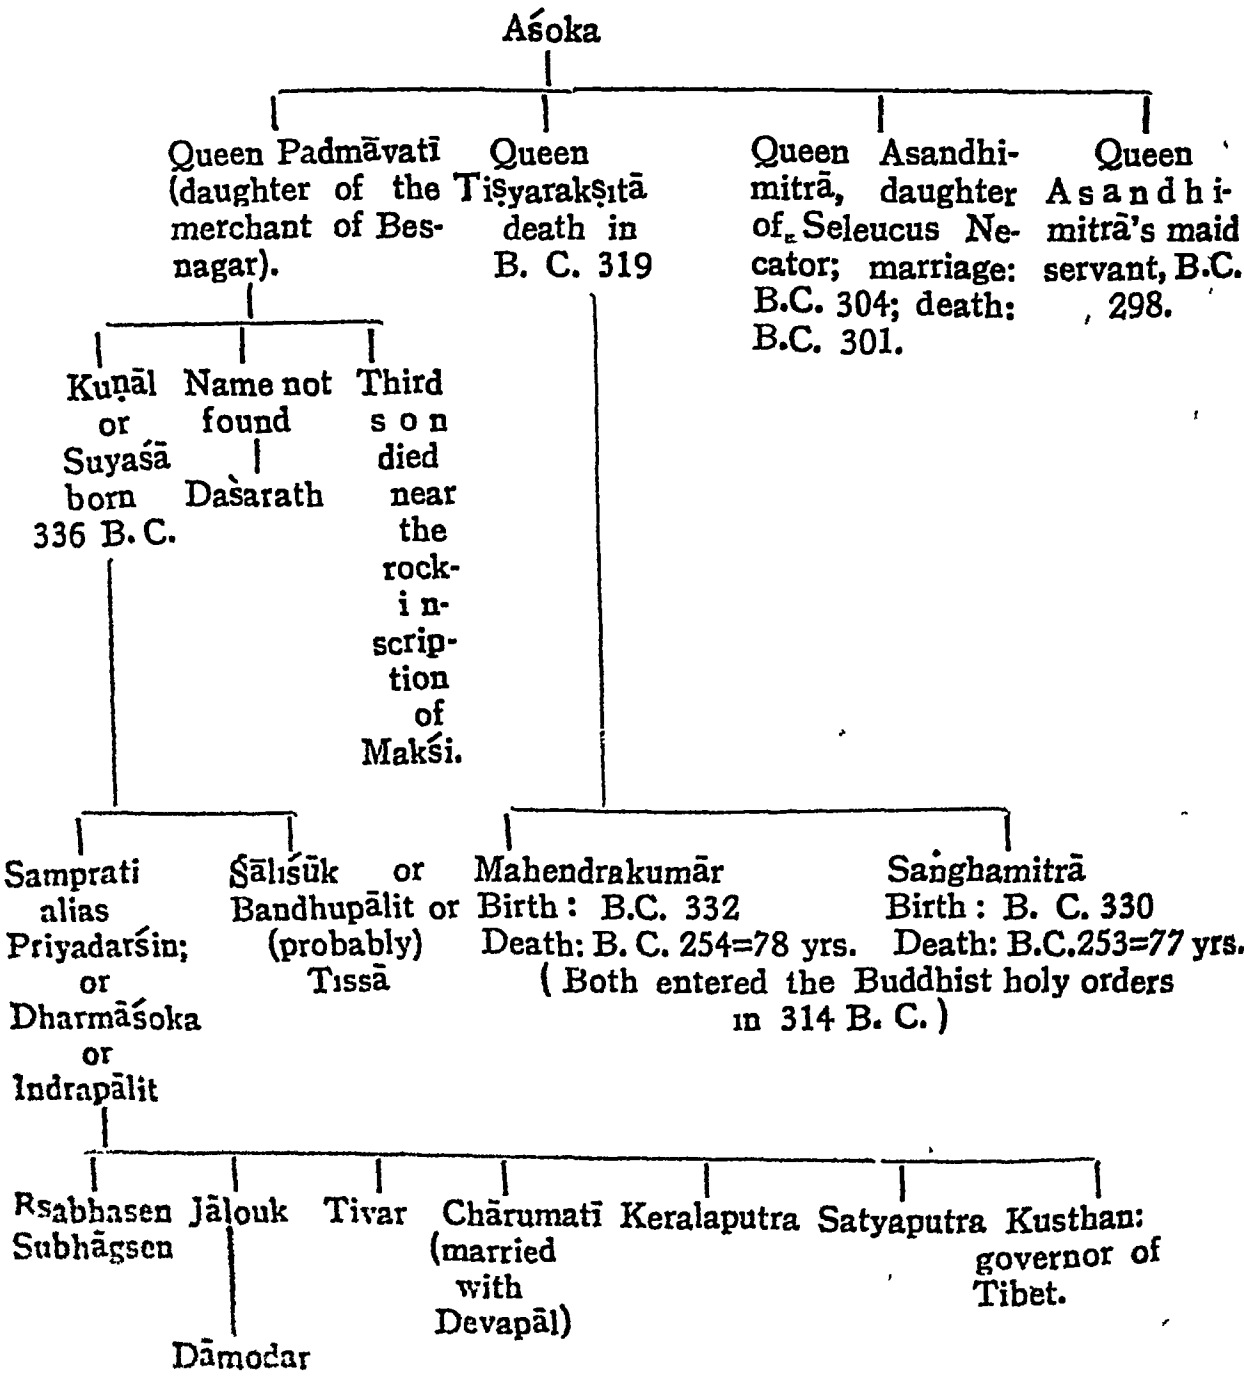 Aśoka
Queen Padmāvatī
(daughter of the
merchant of Bes-
nagar).
Queen
Tiṣyarakṣıtā
death in
B. C. 319
Queen Asandhi-
mitrā, daughter
of Seleucus Ne-
cator; marriage:
B.C. 304; death:
B.C. 301.
Queen
Asandhi-
mitrā's maid
servant, B.C.
298.
Kuṇāl
or
Suyaśā
born
336 B. C.
Name not
found
Daśarath
Third
son
died
near
the
rock-
in-
scrip-
tion
of
Makśi.
Samprati
alias
Priyadarśin;
or
Dharmāśoka
or
Indrapālit
Śālıśūk or
Bandhupālit or
(probably)
Tıssā
Mahendrakumār
Birth : B.C. 332
Death: B. C. 254=78 yrs.
Saṅghamitrā
Birth : B. C. 330
Death: B.C.253=77 yrs.
( Both entered the Buddhist holy orders
ın 314 B. C. )
Rsabhasen
Subhāgsen
Jālouk
Dāmodar
Tivar
Chārumatī
(married
with
Devapāl)
Keralaputra
Satyaputra
Kusthan:
governor of
Tibet.